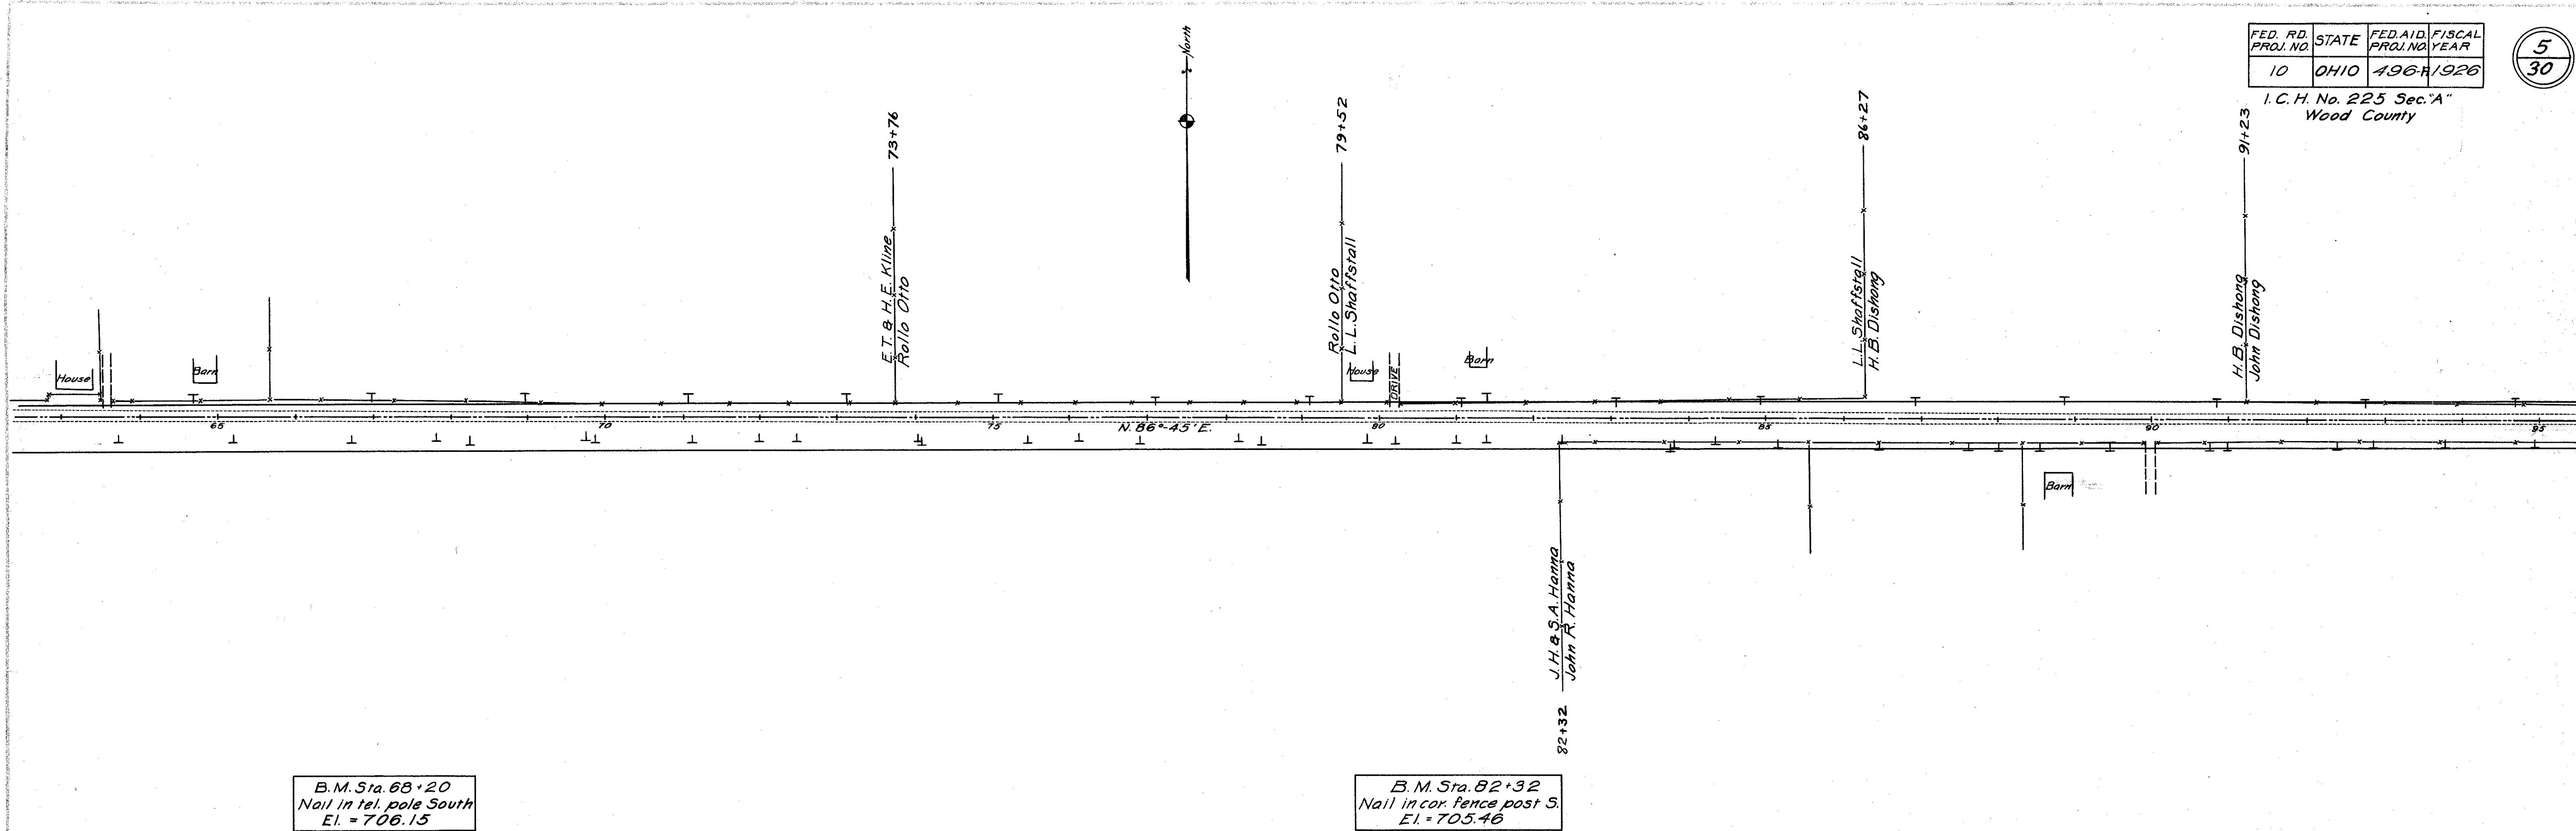 FED. RD. PROJ. NO. STATE FED. AID. PROJ. NO. FISCAL YEAR
10 OHIO 496-A 1926
5
30
I. C. H. No. 225 Sec. "A"
Wood County
North
73+76
79+52
86+27
91+23
E. T. & H. E. Kline
Rollo Otto
Rollo Otto
L. L. Shaffstall
L. L. Shaffstall
H. B. Dishong
H. B. Dishong
John Dishong
House
Barn
House
DRIVE
Barn
65
70
75
N. 86°-45' E.
80
85
90
95
Barn
J. H. & S. A. Hanna
John R. Hanna
82+32
B. M. Sta. 68+20
Nail in tel. pole South
El. = 706.15
B. M. Sta. 82+32
Nail in cor. fence post S.
El. = 705.46